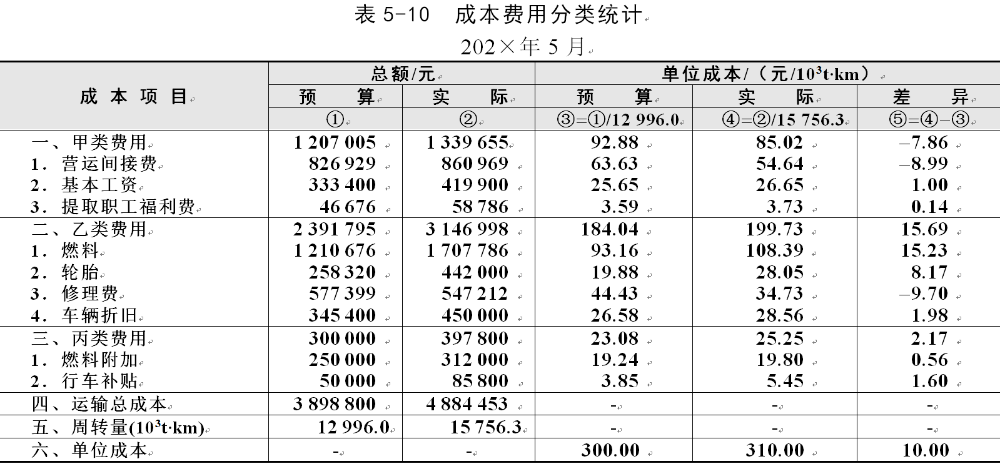 表 5-10 成本费用分类统计
202×年 5 月
成 本 项 目 总额/元 单位成本/（元/10³t·km）
预 算 实 际 预 算 实 际 差 异
① ② ③=①/12 996.0 ④=②/15 756.3 ⑤=④−③
一、甲类费用 1 207 005 1 339 655 92.88 85.02 −7.86
1．营运间接费 826 929 860 969 63.63 54.64 −8.99
2．基本工资 333 400 419 900 25.65 26.65 1.00
3．提取职工福利费 46 676 58 786 3.59 3.73 0.14
二、乙类费用 2 391 795 3 146 998 184.04 199.73 15.69
1．燃料 1 210 676 1 707 786 93.16 108.39 15.23
2．轮胎 258 320 442 000 19.88 28.05 8.17
3．修理费 577 399 547 212 44.43 34.73 −9.70
4．车辆折旧 345 400 450 000 26.58 28.56 1.98
三、丙类费用 300 000 397 800 23.08 25.25 2.17
1．燃料附加 250 000 312 000 19.24 19.80 0.56
2．行车补贴 50 000 85 800 3.85 5.45 1.60
四、运输总成本 3 898 800 4 884 453 - - -
五、周转量(10³t·km) 12 996.0 15 756.3 - - -
六、单位成本 - - 300.00 310.00 10.00